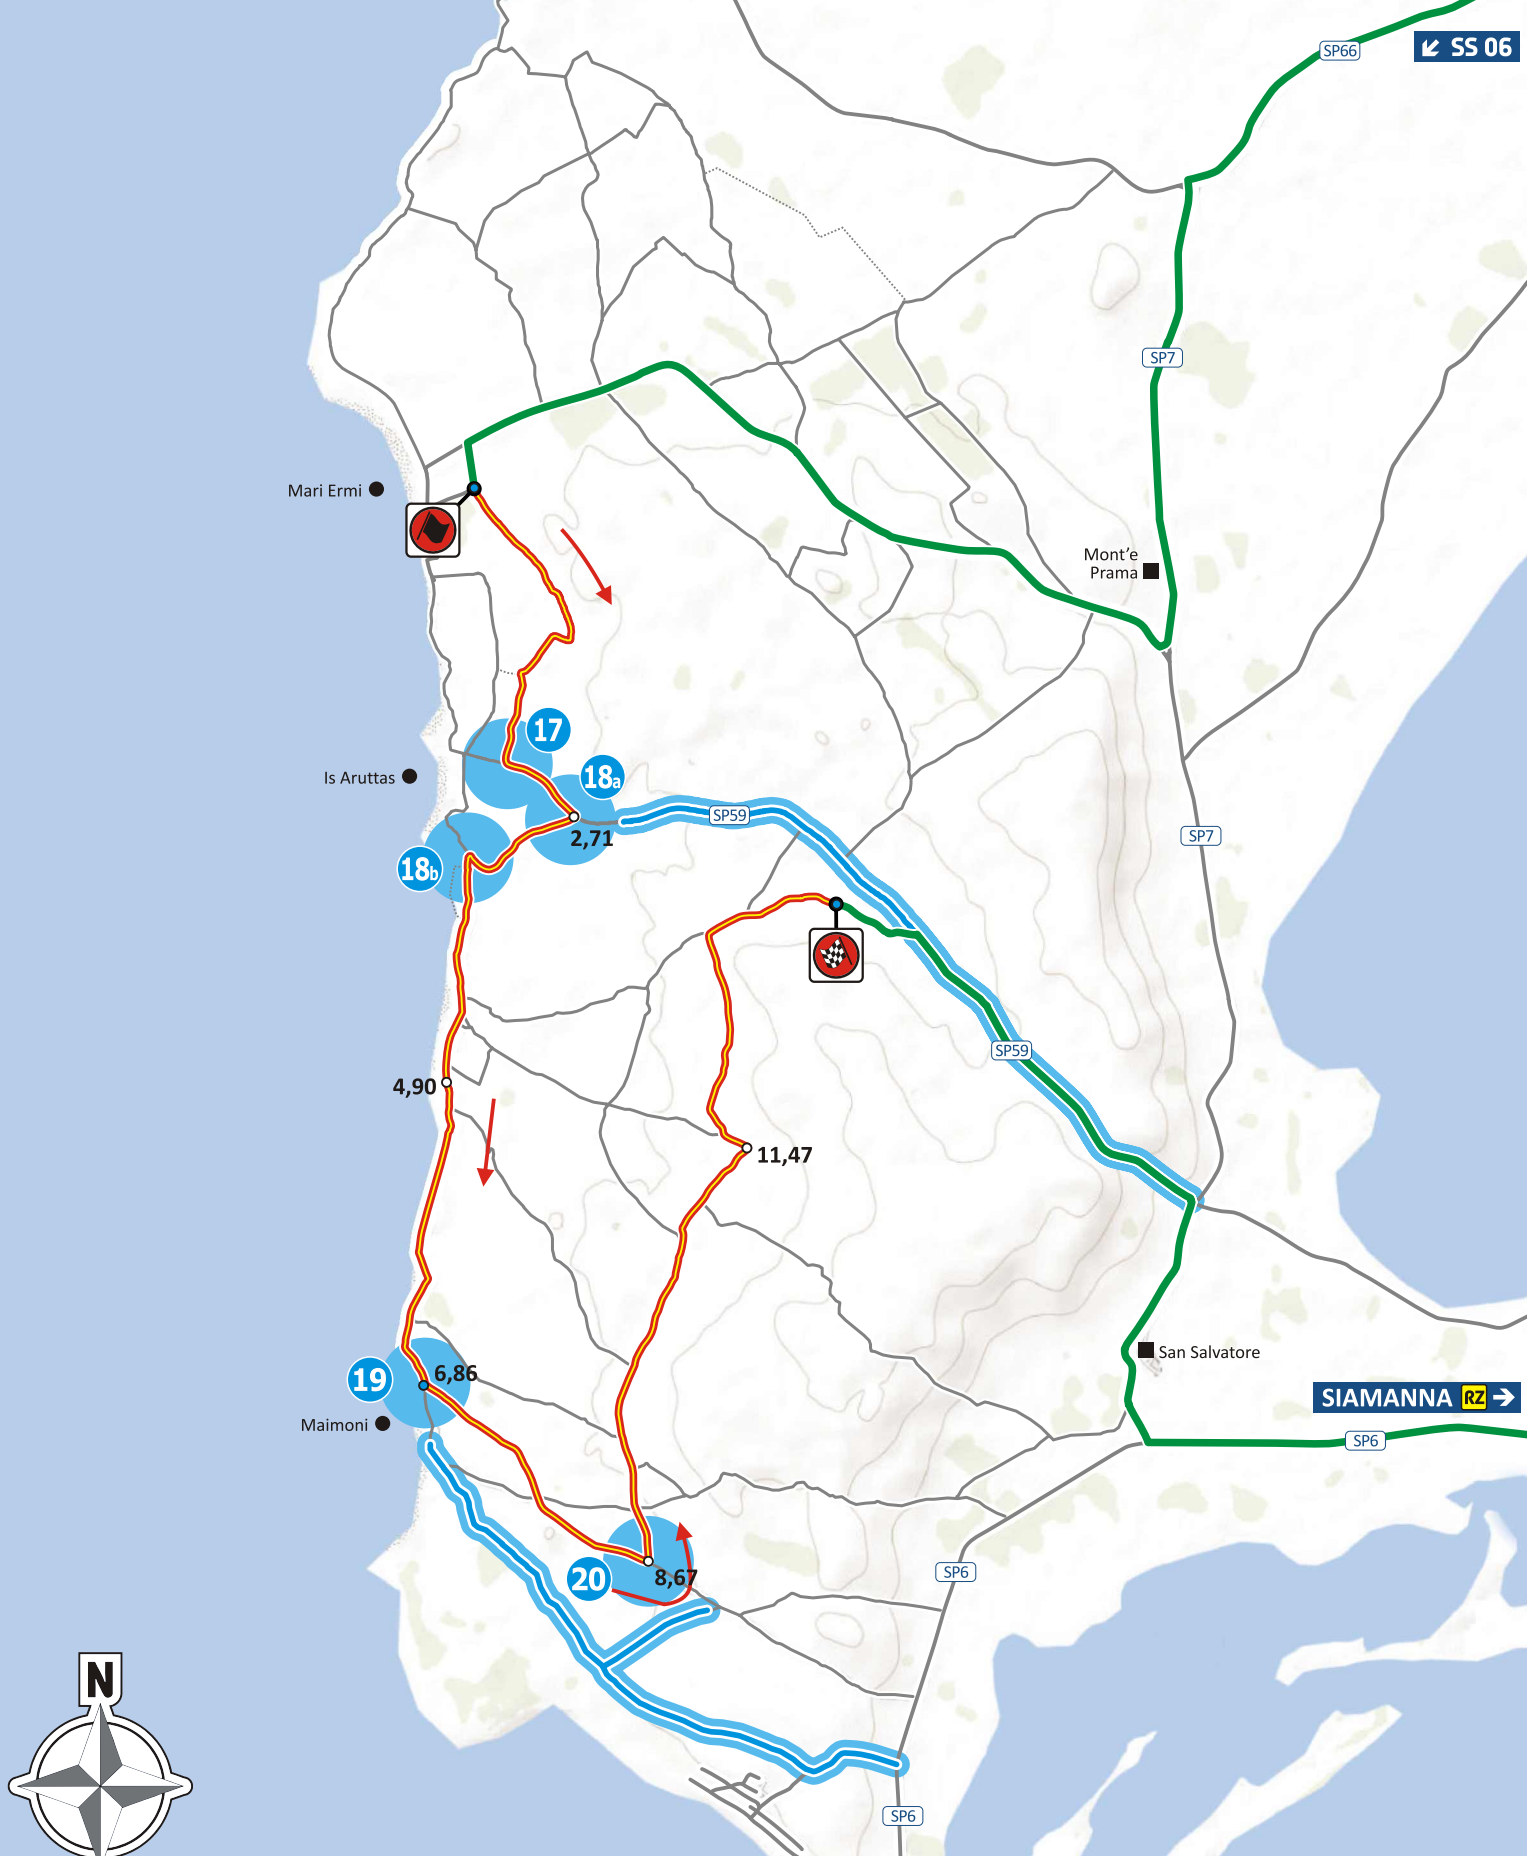 SP66
SS 06
SP7
Mari Ermi
Mont'e
Prama
17
18a
Is Aruttas
2,71
SP59
SP7
18b
SP59
4,90
11,47
San Salvatore
6,86
19
SIAMANNA RZ
Maimoni
SP6
20
8,67
SP6
N
SP6